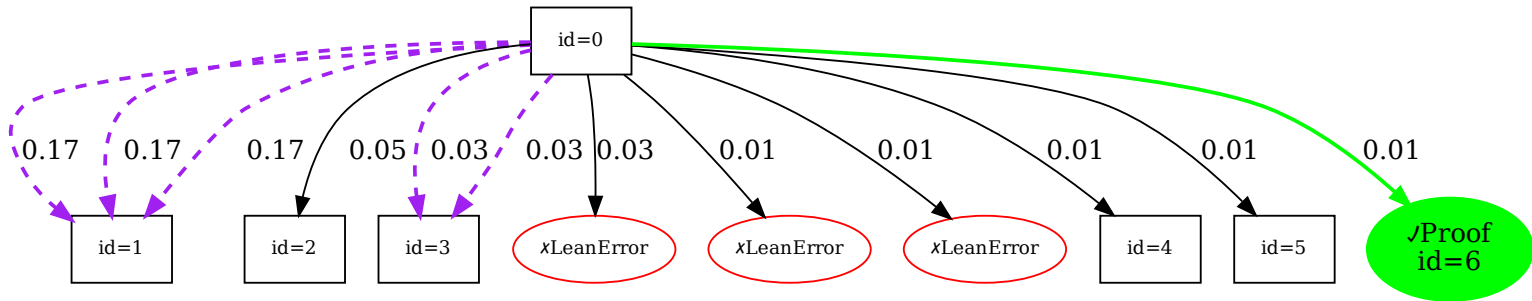 id=0
0.17
0.17
0.17
0.05
0.03
0.03
0.03
0.01
0.01
0.01
0.01
0.01
id=1
id=2
id=3
✗LeanError
✗LeanError
✗LeanError
id=4
id=5
✓Proof
id=6